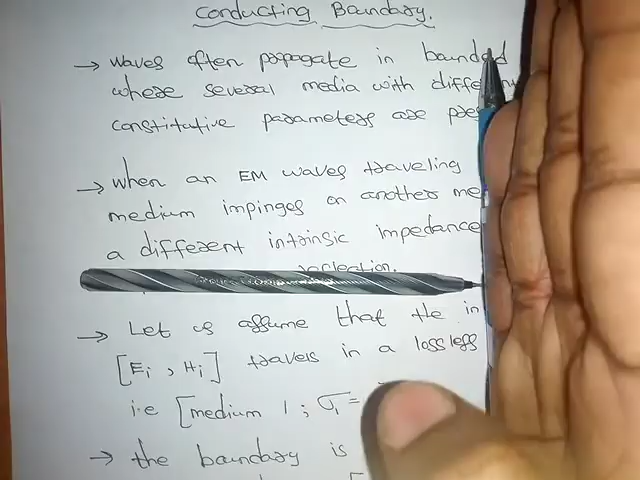 Conducting Boundary.
→ waves often propagate in bounded
where several media with differ
constitutive parameters are pre
→ when an EM waves traveling
medium impinges on another me
a different intrinsic Impedance
reflection.
→ Let us assume that the in
[Ei , Hi] travels in a lossless
i.e [medium 1 ; σ1 =
→ the boundary is